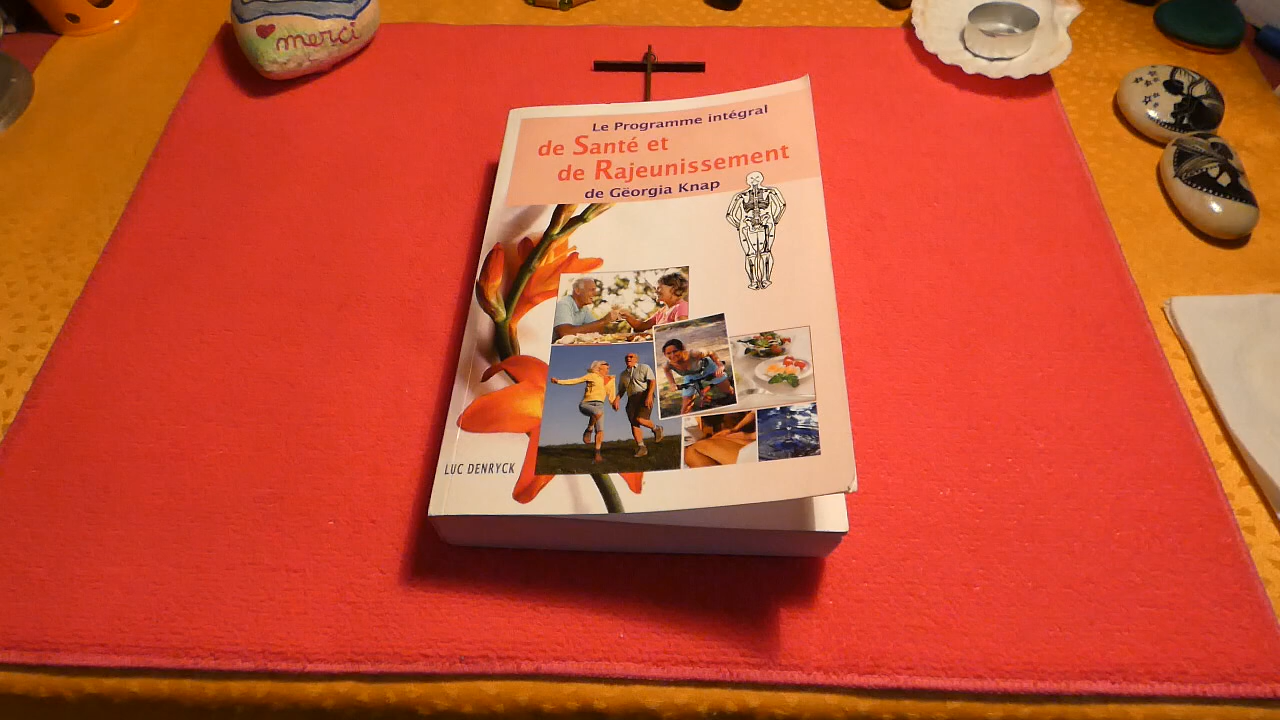 merci
Le Programme intégral
de Santé et
de Rajeunissement
de Gëorgia Knap
LUC DENRYCK